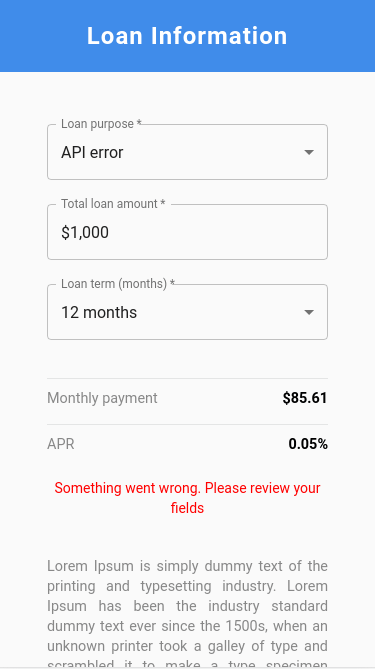 Loan Information
Loan purpose *
API error
Total loan amount *
$1,000
Loan term (months) *
12 months
Monthly payment $85.61
APR 0.05%
Something went wrong. Please review your
fields
Lorem Ipsum is simply dummy text of the
printing and typesetting industry. Lorem
Ipsum has been the industry standard
dummy text ever since the 1500s, when an
unknown printer took a galley of type and
scrambled it to make a type specimen